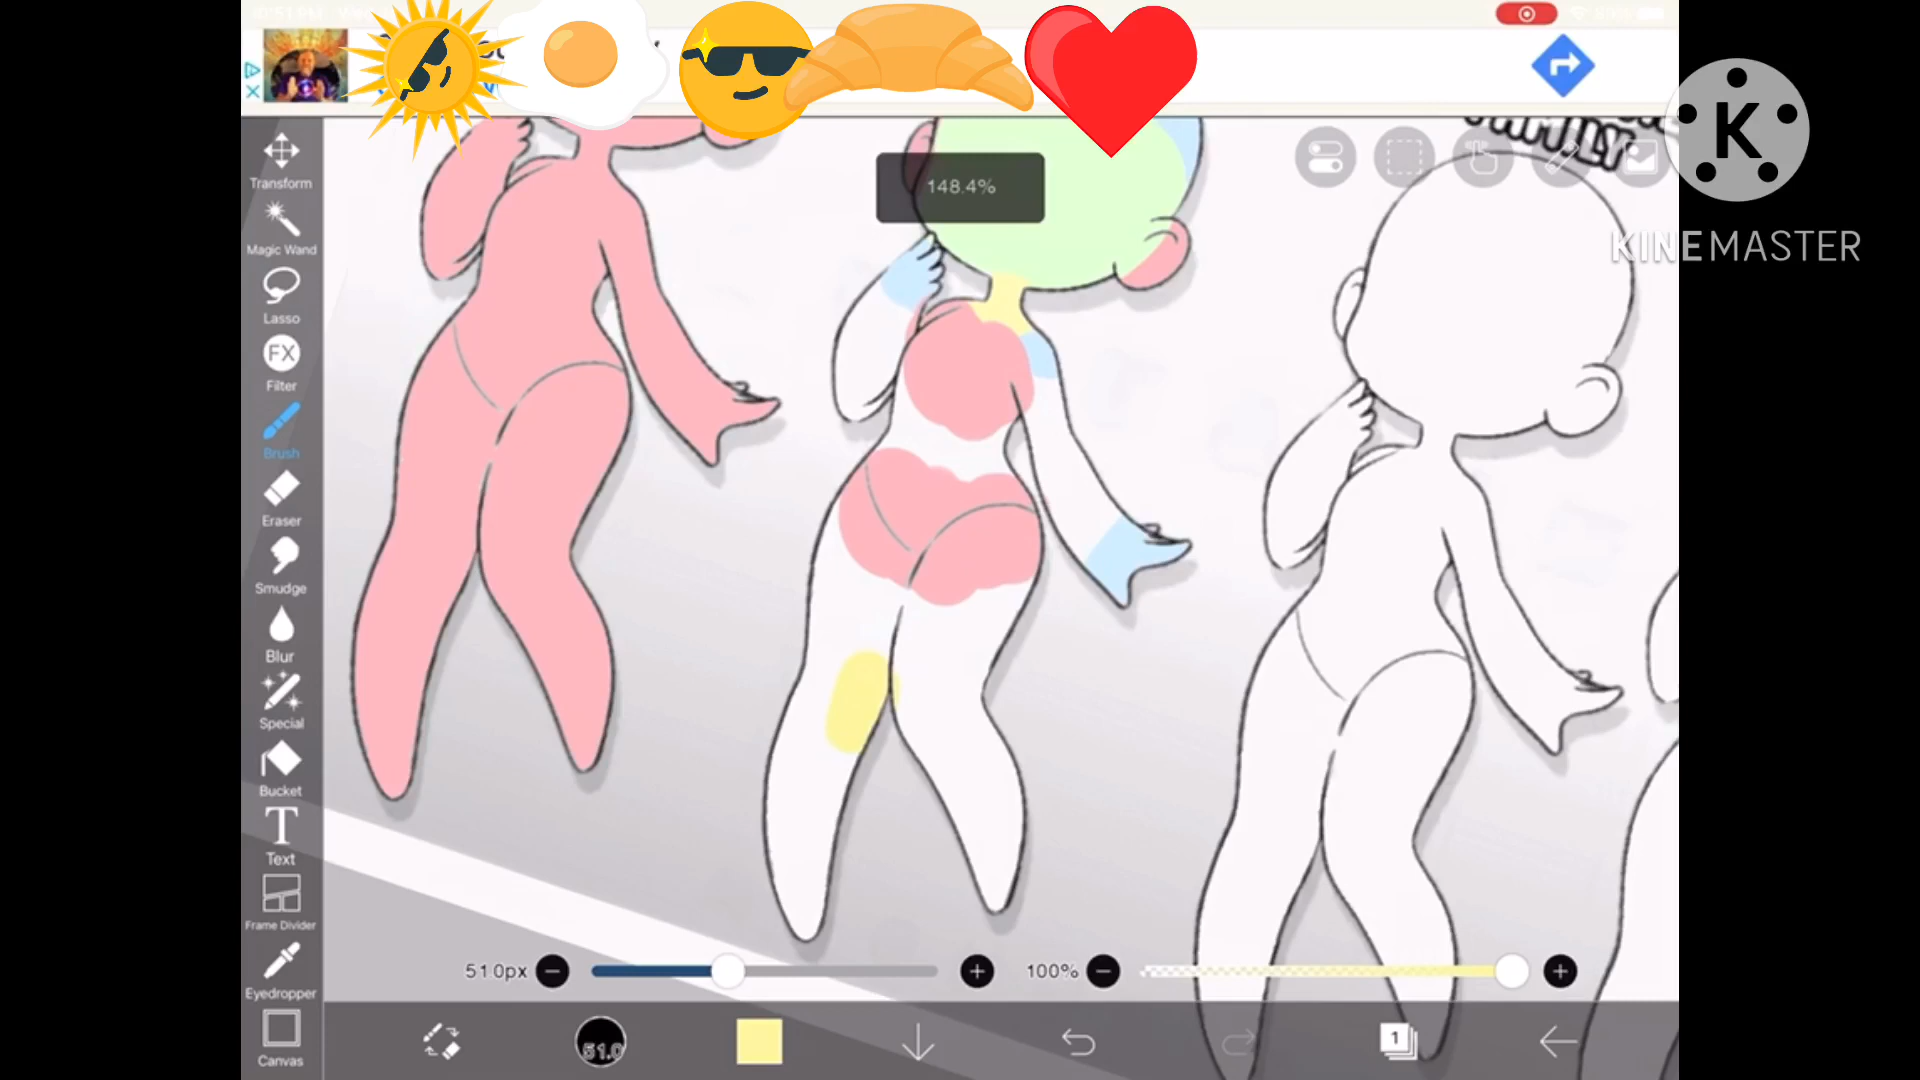 FAMILY
K
KINEMASTER
148.4%
Transform
Magic Wand
Lasso
FX
Filter
Brush
Eraser
Smudge
Blur
Special
Bucket
T
Text
Frame Divider
Eyedropper
Canvas
51.0px
100%
51.0
1